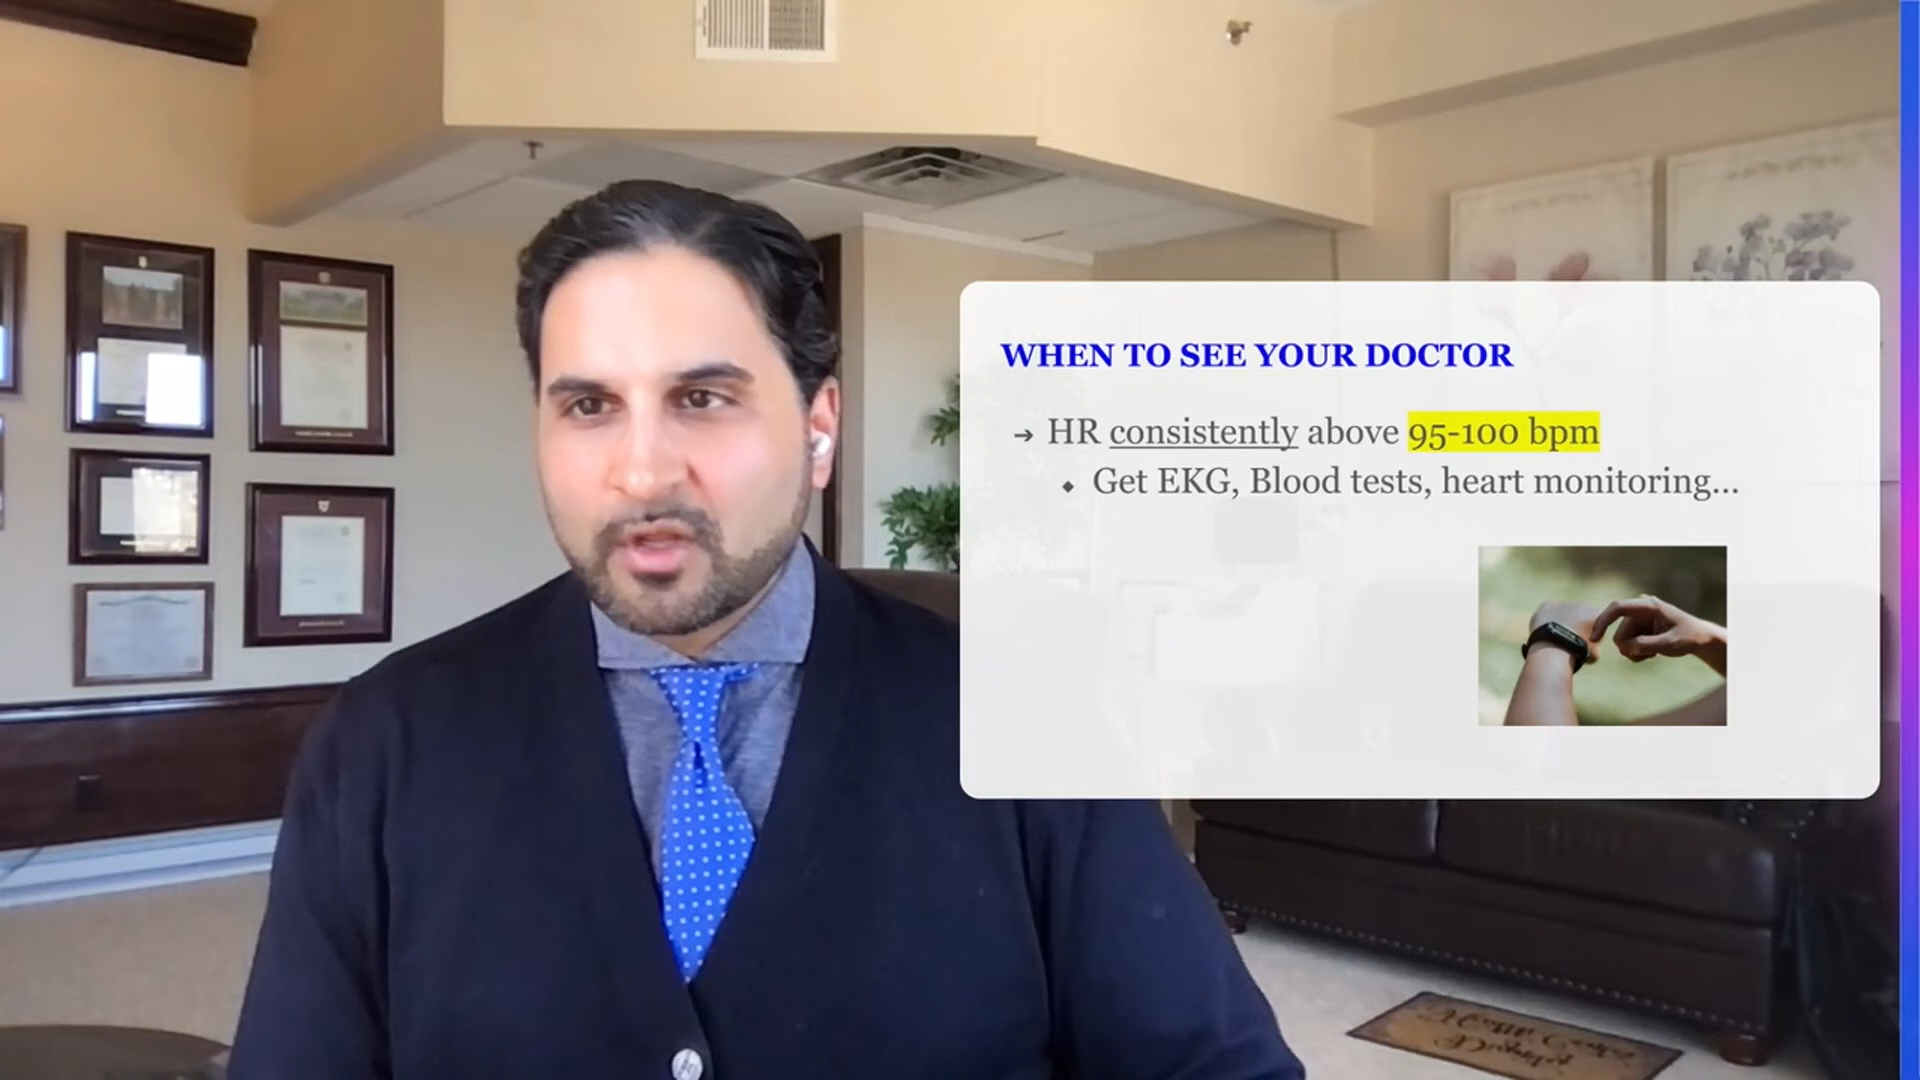 WHEN TO SEE YOUR DOCTOR
→ HR consistently above 95-100 bpm
◆ Get EKG, Blood tests, heart monitoring...